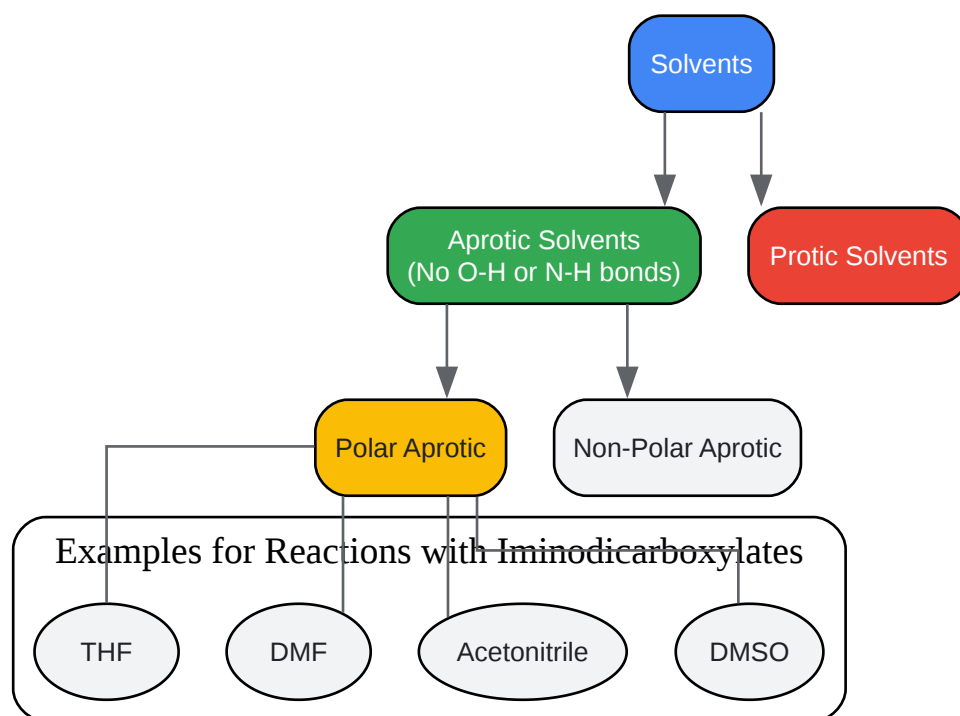 Solvents
Aprotic Solvents
(No O-H or N-H bonds)
Protic Solvents
Polar Aprotic
Non-Polar Aprotic
Examples for Reactions with Iminodicarboxylates
THF
DMF
Acetonitrile
DMSO